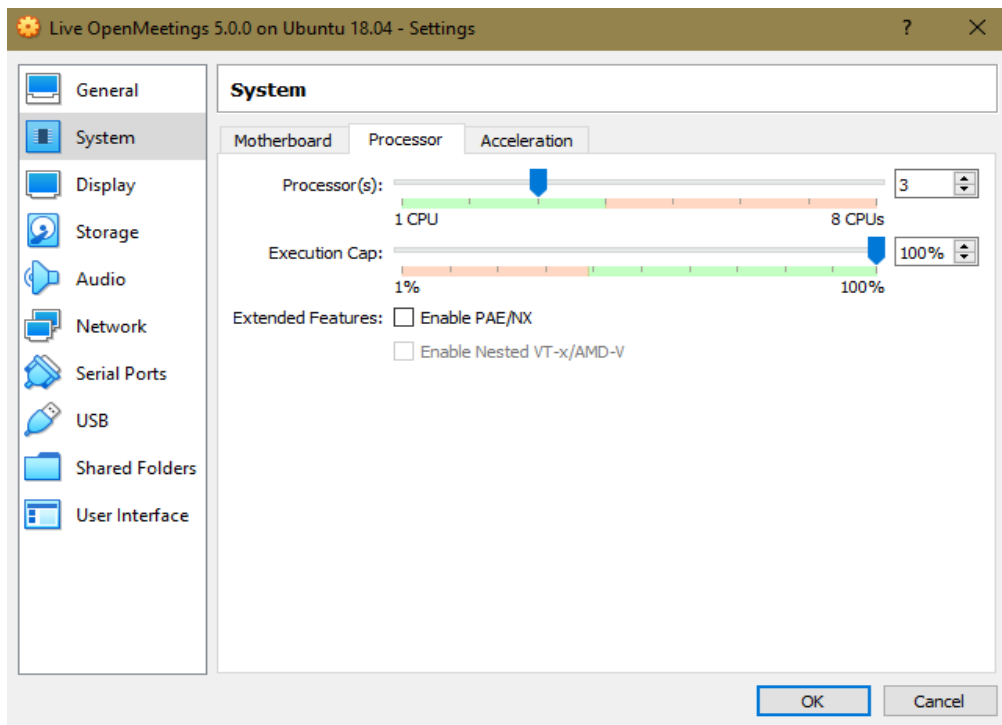 Live OpenMeetings 5.0.0 on Ubuntu 18.04 - Settings ?
General
System
Display
Storage
Audio
Network
Serial Ports
USB
Shared Folders
User Interface
System
Motherboard Processor Acceleration
Processor(s): 3
1 CPU 8 CPUs
Execution Cap: 100%
1% 100%
Extended Features: Enable PAE/NX
Enable Nested VT-x/AMD-V
OK Cancel